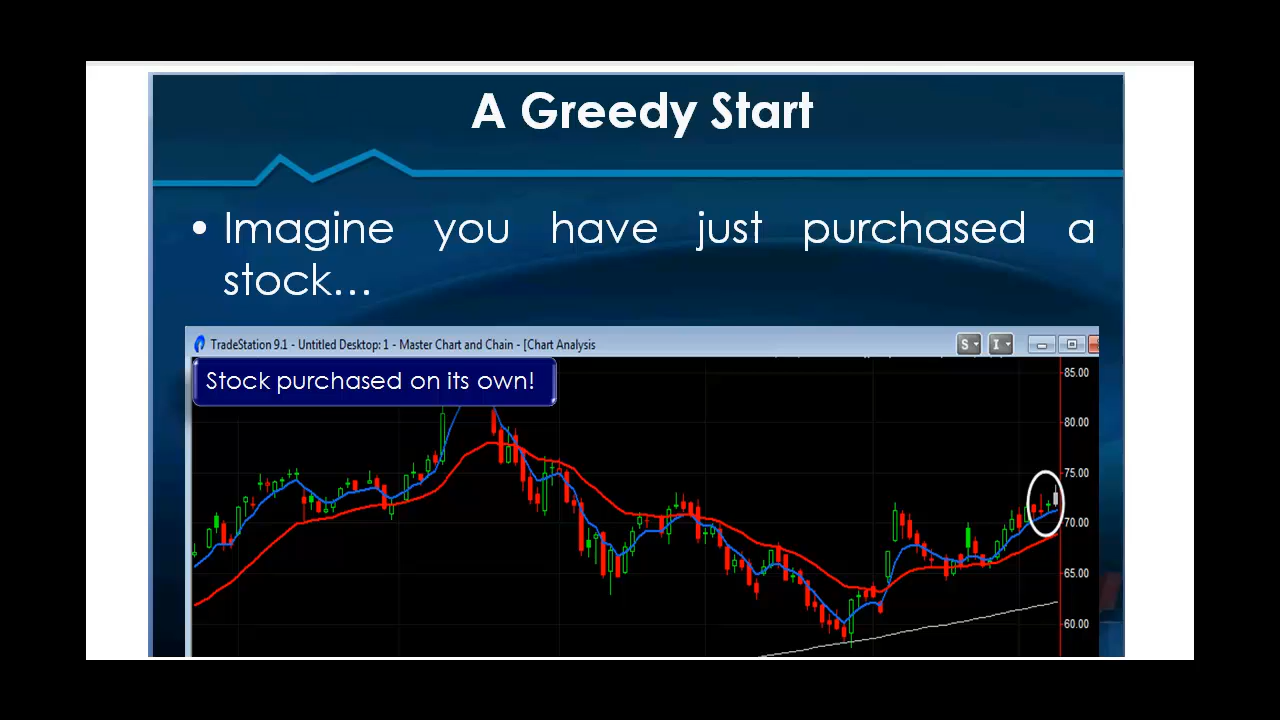 A Greedy Start
• Imagine you have just purchased a
stock...
TradeStation 9.1 - Untitled Desktop: 1 - Master Chart and Chain - [Chart Analysis
S I
Stock purchased on its own!
85.00
80.00
75.00
70.00
65.00
60.00